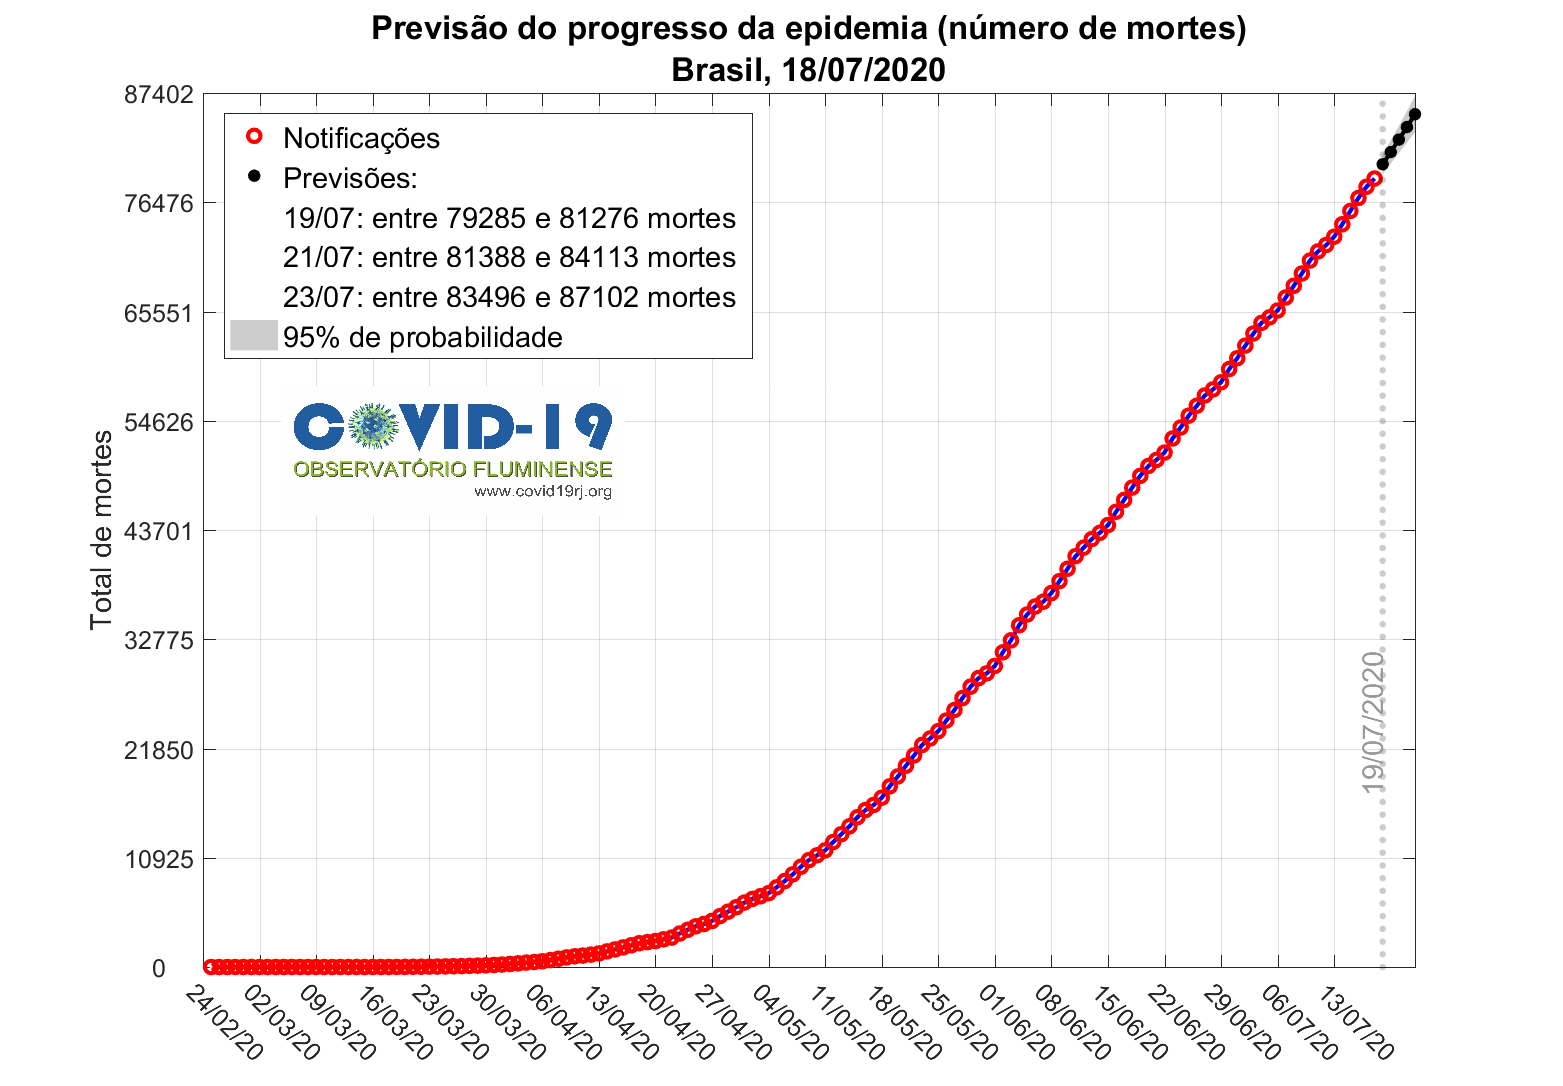 Previsão do progresso da epidemia (número de mortes)
Brasil, 18/07/2020
87402
76476
65551
54626
43701
32775
21850
10925
0
Total de mortes
Notificações
Previsões:
19/07: entre 79285 e 81276 mortes
21/07: entre 81388 e 84113 mortes
23/07: entre 83496 e 87102 mortes
95% de probabilidade
COVID-19
OBSERVATÓRIO FLUMINENSE
www.covid19rj.org
19/07/2020
24/02/20
02/03/20
09/03/20
16/03/20
23/03/20
30/03/20
06/04/20
13/04/20
20/04/20
27/04/20
04/05/20
11/05/20
18/05/20
25/05/20
01/06/20
08/06/20
15/06/20
22/06/20
29/06/20
06/07/20
13/07/20